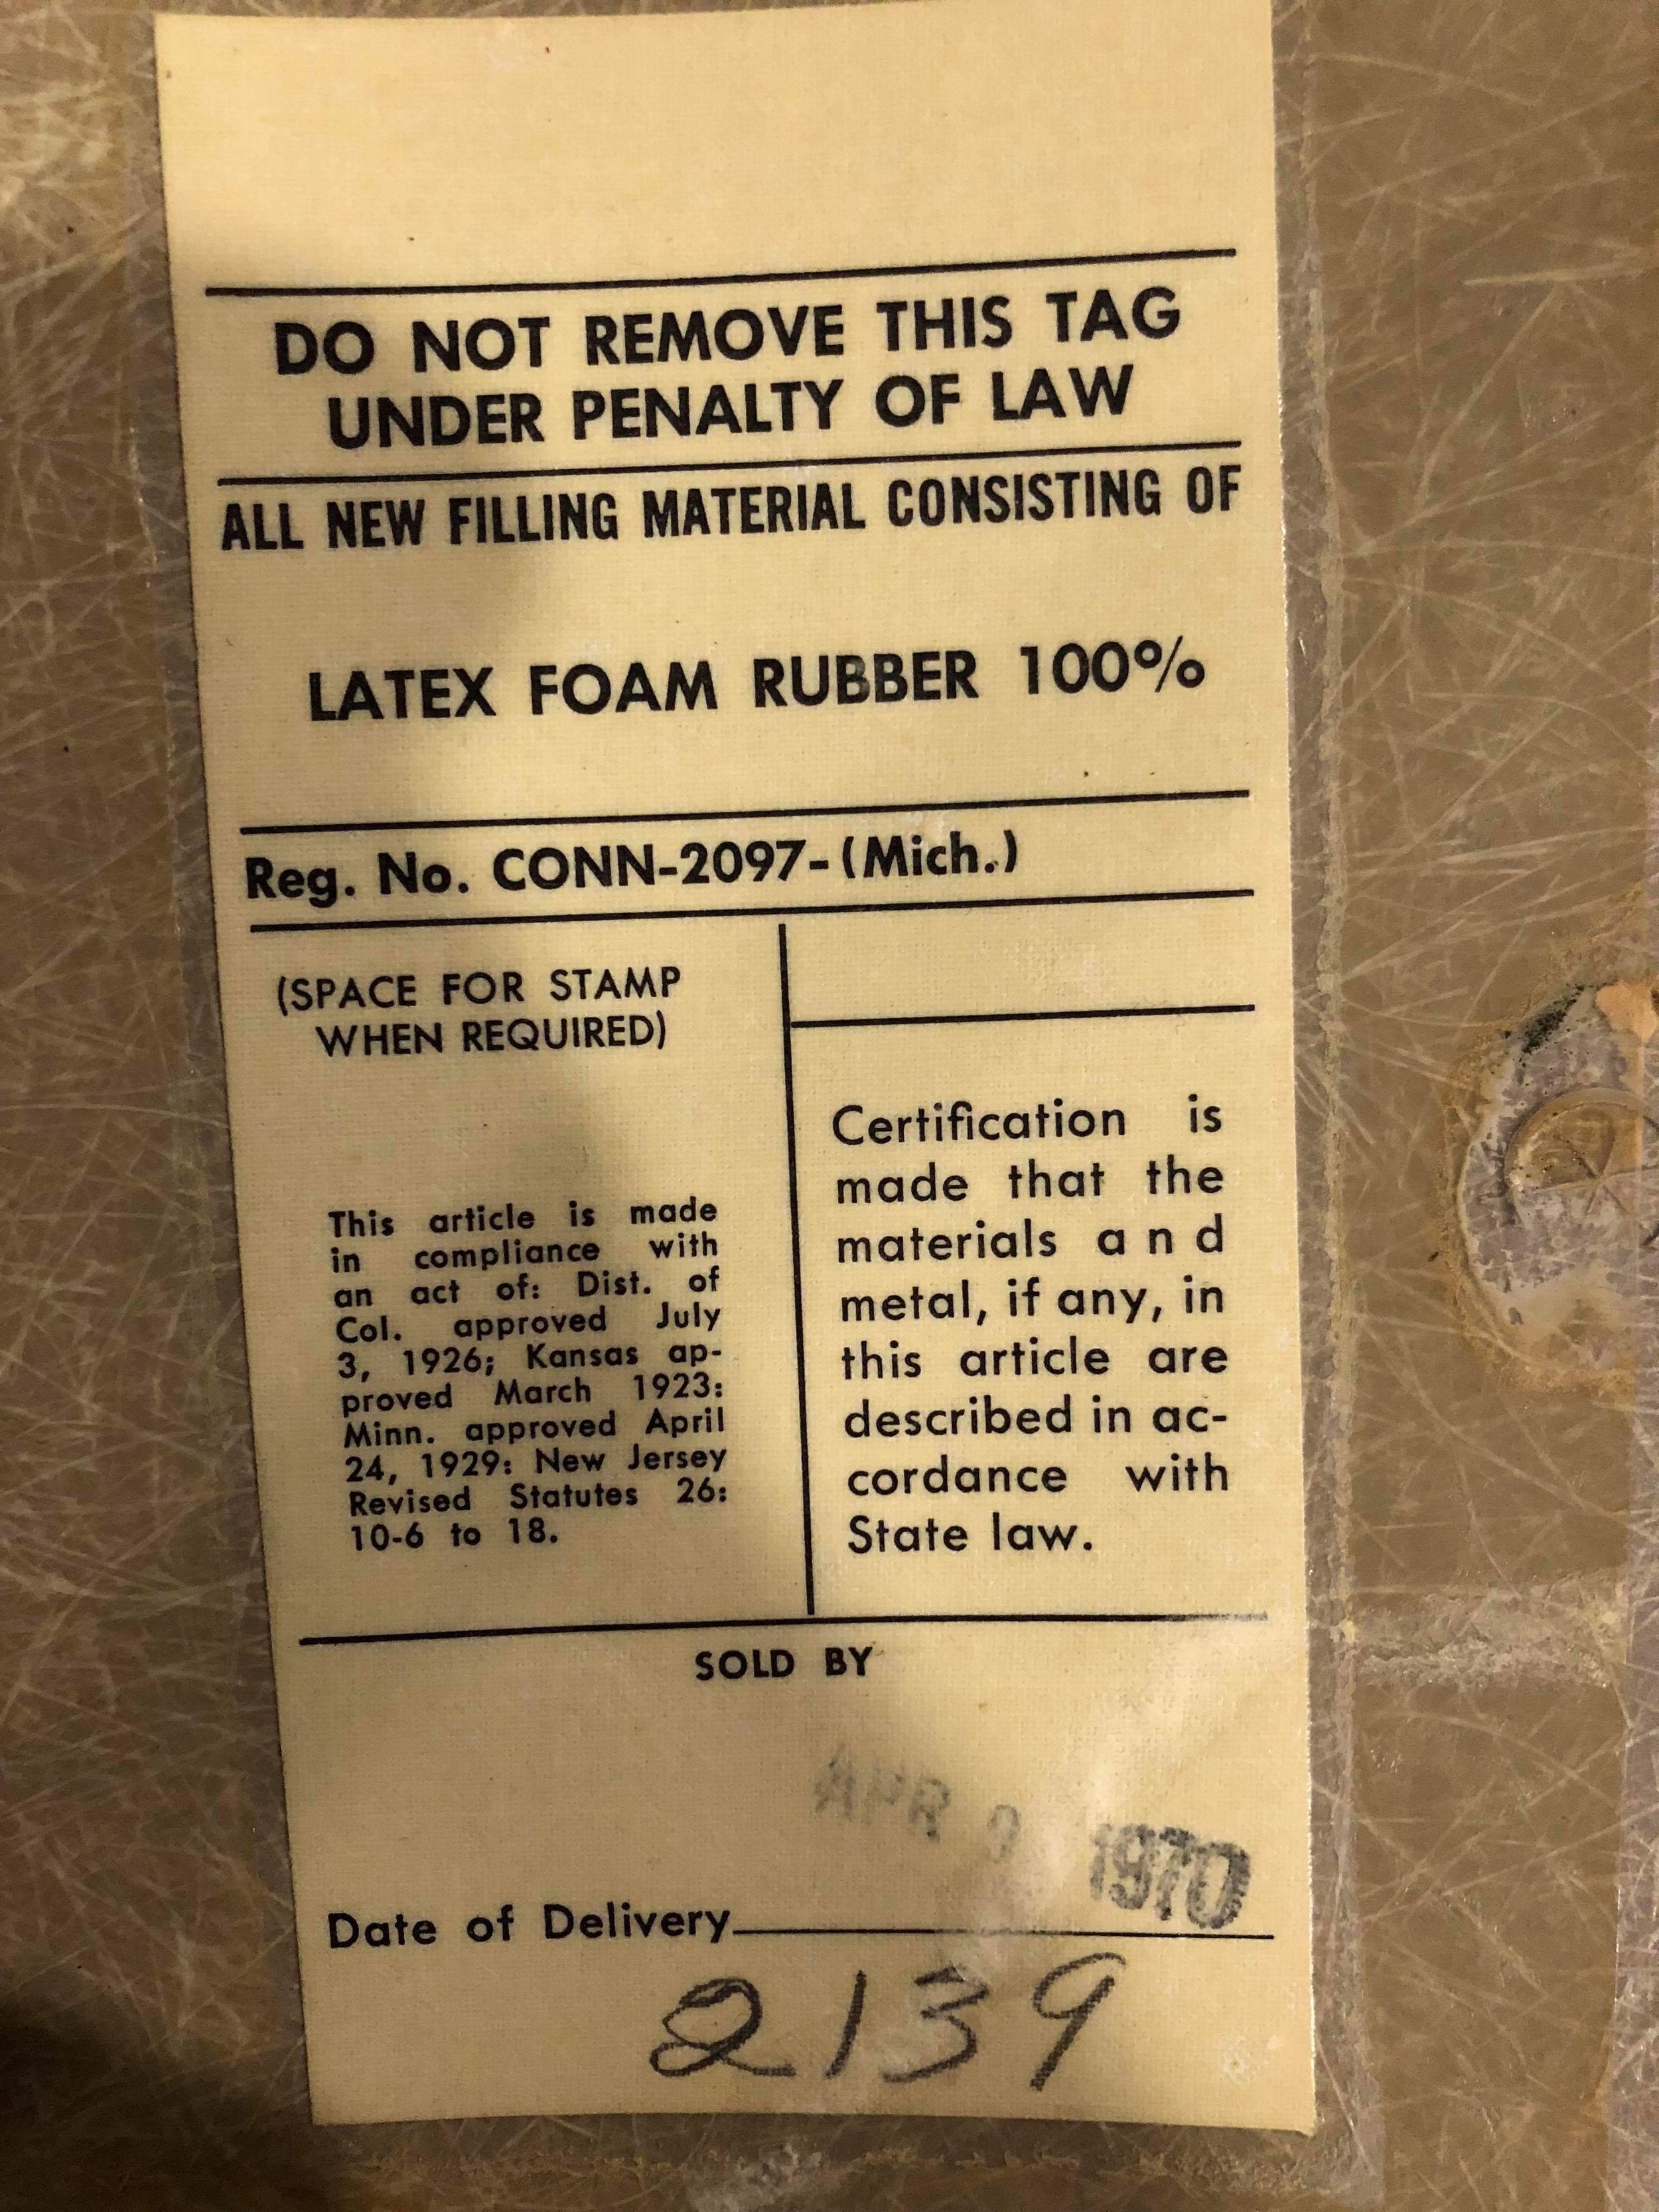 DO NOT REMOVE THIS TAG
UNDER PENALTY OF LAW
ALL NEW FILLING MATERIAL CONSISTING OF
LATEX FOAM RUBBER 100%
Reg. No. CONN-2097-(Mich.)
(SPACE FOR STAMP
WHEN REQUIRED)
This article is made
in compliance with
an act of: Dist. of
Col. approved July
3, 1926; Kansas ap-
proved March 1923:
Minn. approved April
24, 1929: New Jersey
Revised Statutes 26:
10-6 to 18.
Certification is
made that the
materials and
metal, if any, in
this article are
described in ac-
cordance with
State law.
SOLD BY
APR 1970
Date of Delivery
2139